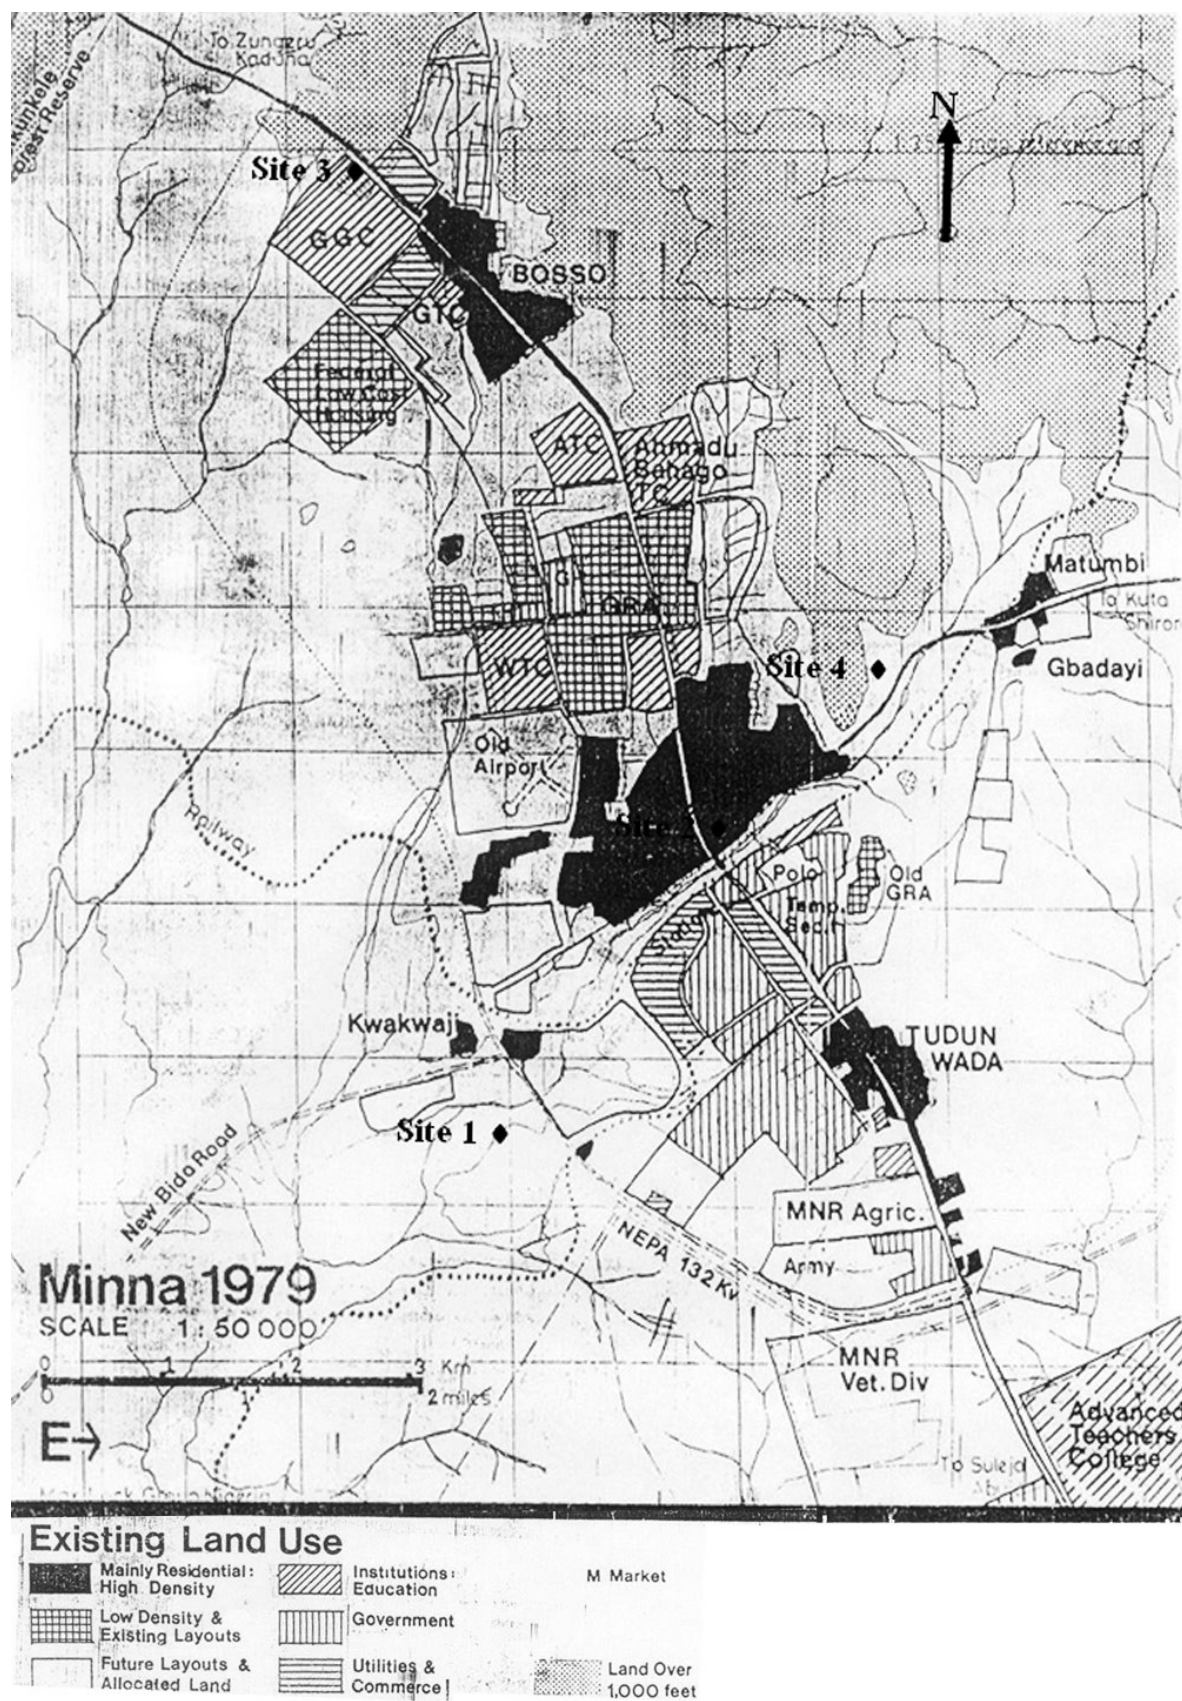 To Zungeru
Kaduna
Forest Reserve
N
Site 3
GGC
BOSSO
GTC
Federal
Low Cost
Housing
ATC
Ahmadu
Bahago
TC
Matumbi
To Kuta
Shiroro
GRA
WTC
Site 4
Gbadayi
Old
Airport
Railway
Site 2
Polo
Old
GRA
Temp.
Sec.
Station
Kwakwaji
TUDUN
WADA
Site 1
New Bida Road
MNR Agric.
NEPA 132 Kv
Army
Minna 1979
SCALE 1:50 000
0 1 2 3 Km
0 1 2 miles
MNR
Vet. Div
E→
Advanced
Teachers
College
To Suleja
Existing Land Use
Mainly Residential:
High Density
Institutions:
Education
M Market
Low Density &
Existing Layouts
Government
Future Layouts &
Allocated Land
Utilities &
Commerce
Land Over
1,000 feet